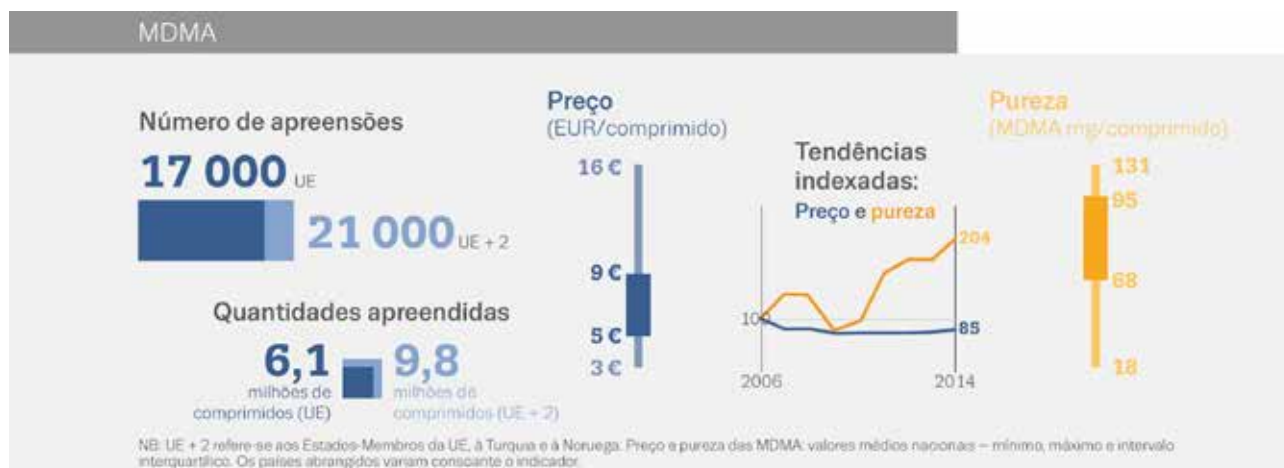 MDMA
Número de apreensões
17 000 UE
21 000 UE + 2
Quantidades apreendidas
6,1
milhões de
comprimidos (UE)
9,8
milhões de
comprimidos (UE + 2)
Preço
(EUR/comprimido)
16 €
9 €
5 €
3 €
Tendências
indexadas:
Preço e pureza
204
100
85
2006
2014
Pureza
(MDMA mg/comprimido)
131
95
68
18
NB: UE + 2 refere-se aos Estados-Membros da UE, à Turquia e à Noruega. Preço e pureza das MDMA: valores médios nacionais – mínimo, máximo e intervalo
interquartílico. Os países abrangidos variam consoante o indicador.